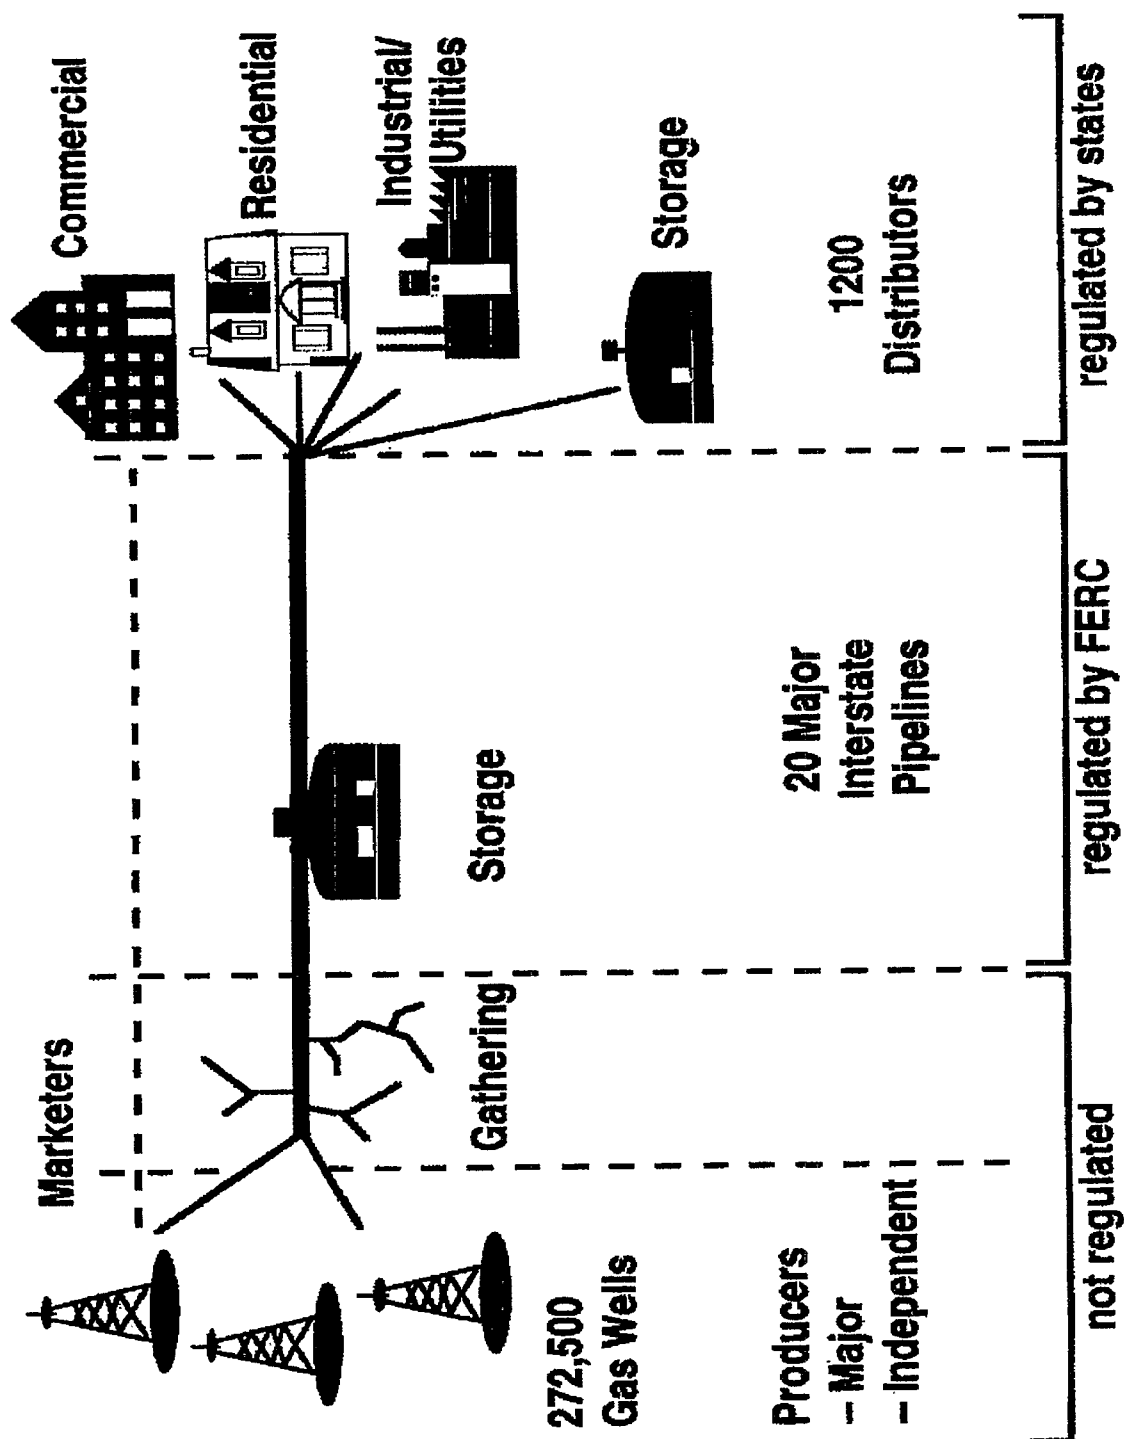 Marketers
Commercial
Residential
Industrial/
Utilities
Gathering
Storage
Storage
272,500
Gas Wells
Producers
– Major
– Independent
20 Major
Interstate
Pipelines
1200
Distributors
not regulated
regulated by FERC
regulated by states